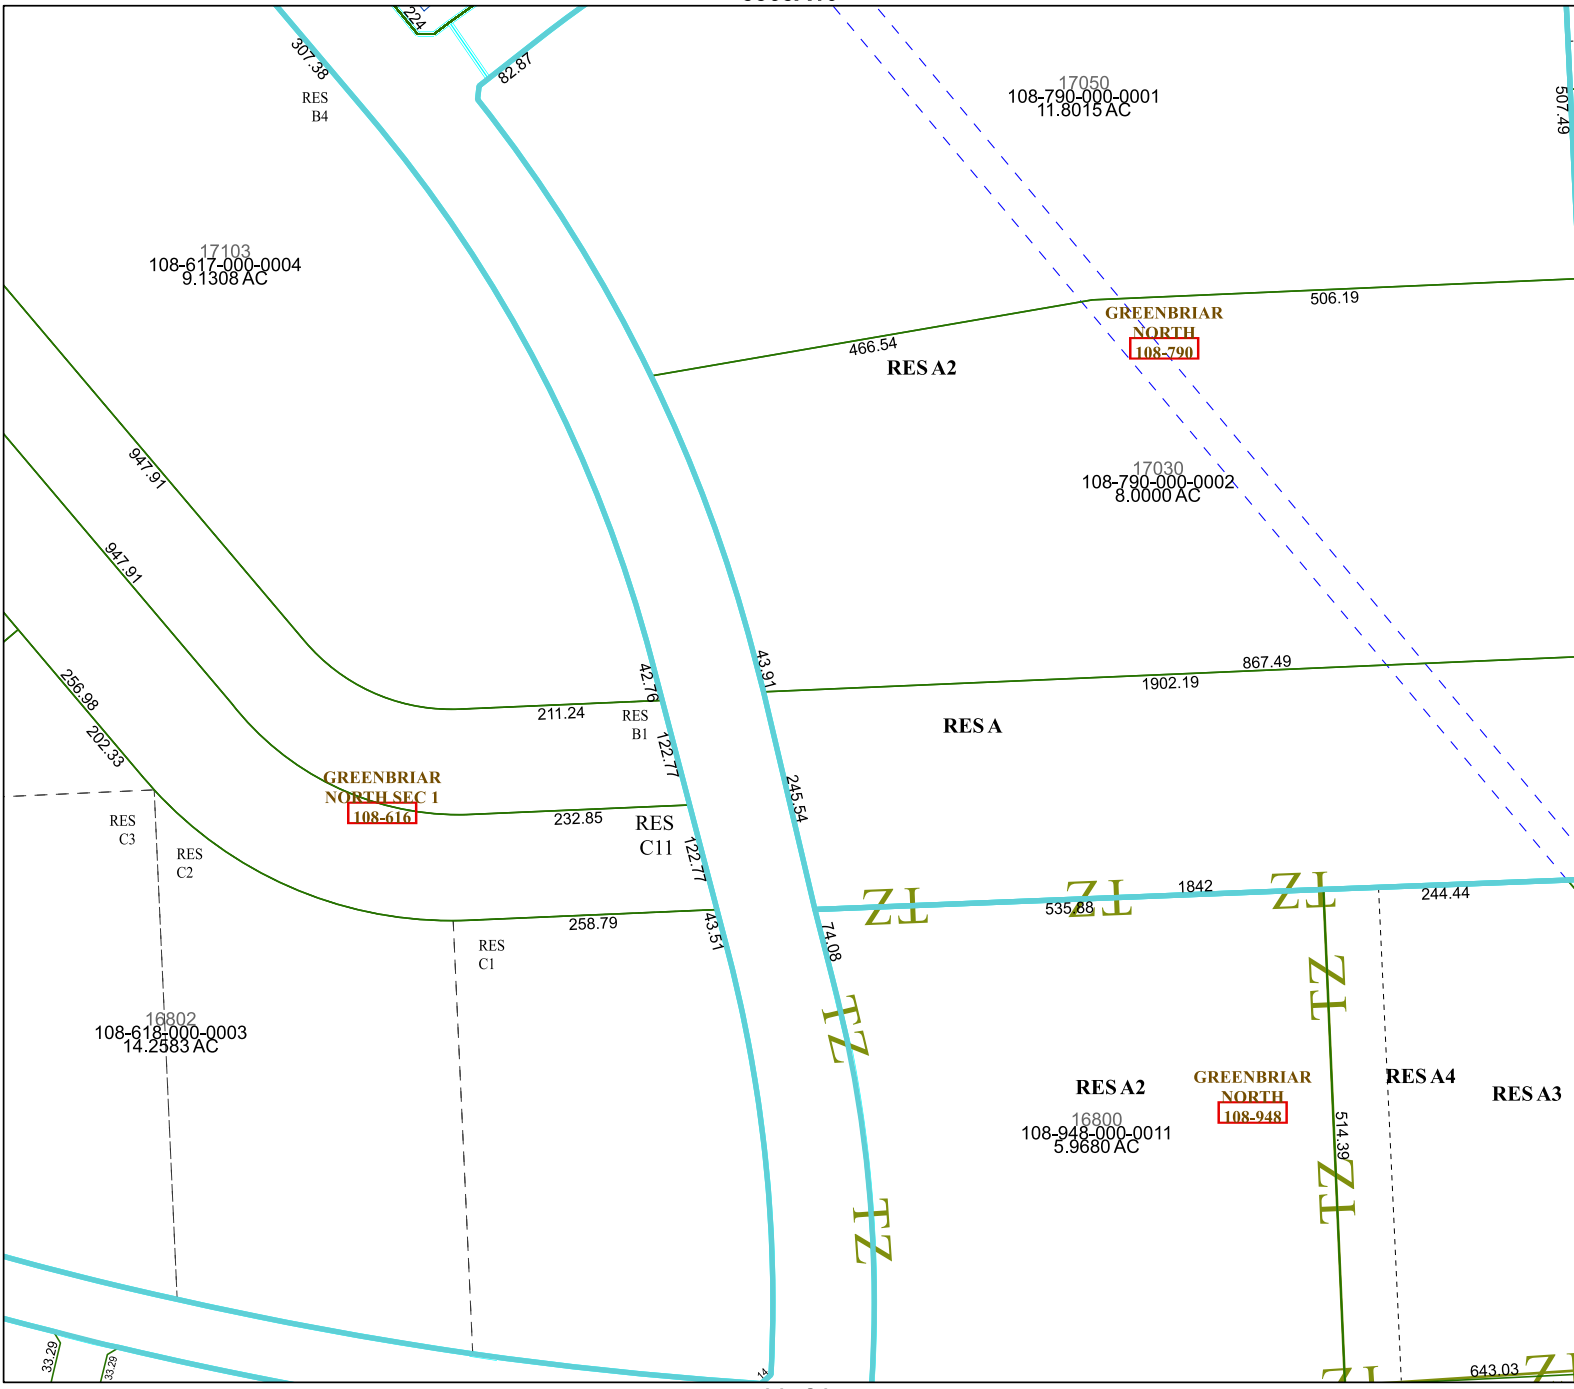 224
307.38
82.87
RES
B4
17050
108-790-000-0001
11.8015 AC
507.49
17103
108-617-000-0004
9.1308 AC
506.19
GREENBRIAR
NORTH
108-790
466.54
RES A2
947.91
17030
108-790-000-0002
8.0000 AC
947.91
867.49
1902.19
42.76
43.91
256.98
202.33
211.24
RES
B1
RES A
122.77
245.54
GREENBRIAR
NORTH SEC 1
108-616
232.85
RES
C3
RES
C2
RES
C11
122.77
TZ
TZ
TZ
1842
535.88
244.44
258.79
43.51
74.08
RES
C1
TZ
TZ
16802
108-618-000-0003
14.2583 AC
RES A2
GREENBRIAR
NORTH
108-948
RES A4
RES A3
16800
108-948-000-0011
5.9680 AC
514.39
TZ
TZ
33.29
33.29
14
TZ
643.03
TZ